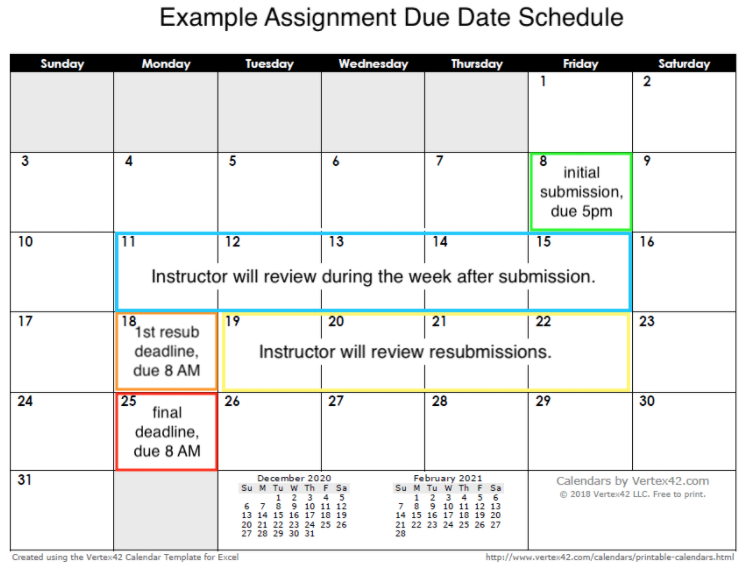 Example Assignment Due Date Schedule
Sunday Monday Tuesday Wednesday Thursday Friday Saturday
1 2
3 4 5 6 7 8 9
initial
submission,
due 5pm
10 11 12 13 14 15 16
Instructor will review during the week after submission.
17 18 19 20 21 22 23
1st resub
deadline,
due 8 AM
Instructor will review resubmissions.
24 25 26 27 28 29 30
final
deadline,
due 8 AM
31
December 2020
Su M Tu W Th F Sa
1 2 3 4 5
6 7 8 9 10 11 12
13 14 15 16 17 18 19
20 21 22 23 24 25 26
27 28 29 30 31
February 2021
Su M Tu W Th F Sa
1 2 3 4 5 6
7 8 9 10 11 12 13
14 15 16 17 18 19 20
21 22 23 24 25 26 27
28
Calendars by Vertex42.com
© 2018 Vertex42 LLC. Free to print.
Created using the Vertex42 Calendar Template for Excel
http://www.vertex42.com/calendars/printable-calendars.html